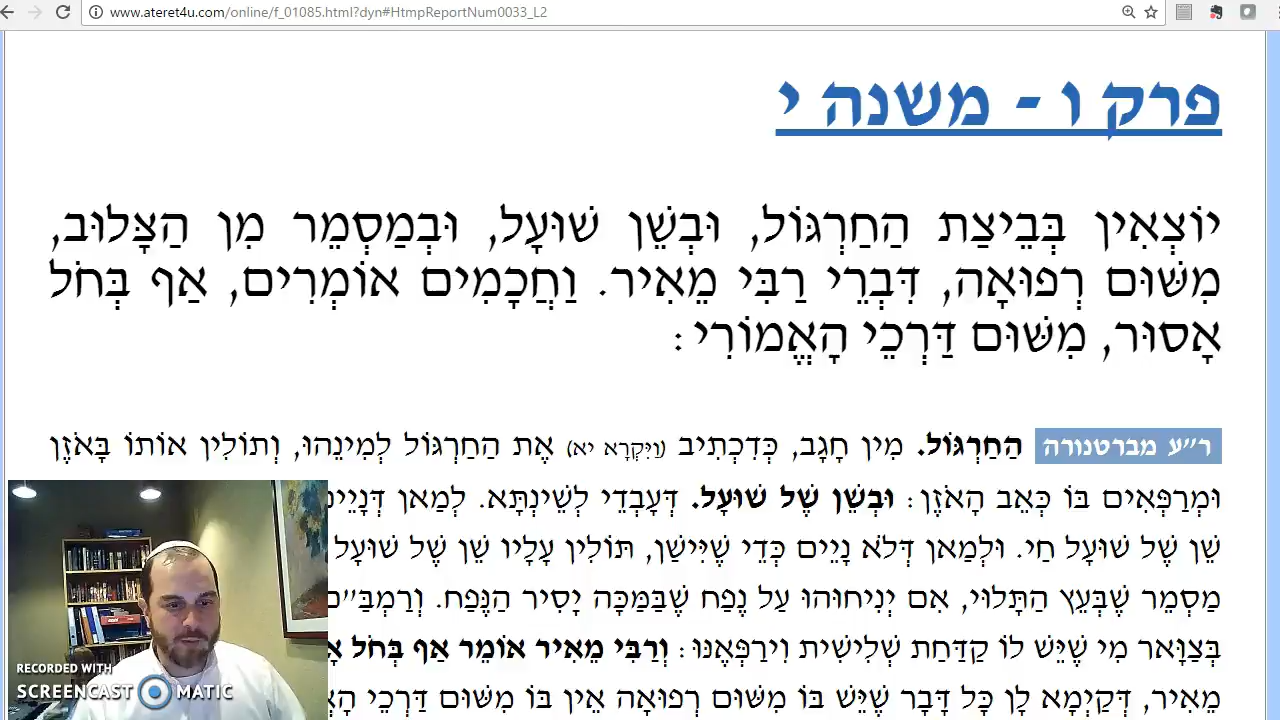 www.ateret4u.com/online/f_01085.html?dyn#HtmpReportNum0033_L2
פרק ו - משנה י
יוֹצְאִין בְּבֵיצַת הַחַרְגּוֹל, וּבְשֵׁן שׁוּעָל, וּבְמַסְמֵר מִן הַצָּלוּב,
מִשּׁוּם רְפוּאָה, דִּבְרֵי רַבִּי מֵאִיר. וַחֲכָמִים אוֹמְרִים, אַף בְּחֹל
אָסוּר, מִשּׁוּם דַּרְכֵי הָאֱמוֹרִי:
ר״ע מברטנורה הַחַרְגּוֹל. מִין חָגָב, כְּדִכְתִיב (וַיִּקְרָא יא) אֶת הַחַרְגּוֹל לְמִינֵהוּ, וְתוֹלִין אוֹתוֹ בָּאֹזֶן
וּמְרַפְּאִים בּוֹ כְּאֵב הָאֹזֶן: וּבְשֵׁן שֶׁל שׁוּעָל. דְּעָבְדֵי לְשֵׁינְתָּא. לְמַאן דְּנָיֵים
שֵׁן שֶׁל שׁוּעָל חַי. וּלְמַאן דְּלֹא נָיֵים כְּדֵי שֶׁיִּישַׁן, תּוֹלִין עָלָיו שֵׁן שֶׁל שׁוּעָל
מַסְמֵר שֶׁבְּעֵץ הַתָּלוּי, אִם יְנִיחוּהוּ עַל נֶפַח שֶׁבַּמַּכָּה יָסִיר הַנֶּפַח. וְרַמְבַּ״ם
בְּצַוָּאר מִי שֶׁיֵּשׁ לוֹ קַדַּחַת שְׁלִישִׁית וִירַפְּאֶנּוּ: וְרַבִּי מֵאִיר אוֹמֵר אַף בְּחֹל
מֵאִיר, דְּקַיְמָא לָן כָּל דָּבָר שֶׁיֵּשׁ בּוֹ מִשּׁוּם רְפוּאָה אֵין בּוֹ מִשּׁוּם דַּרְכֵי
RECORDED WITH
SCREENCAST MATIC